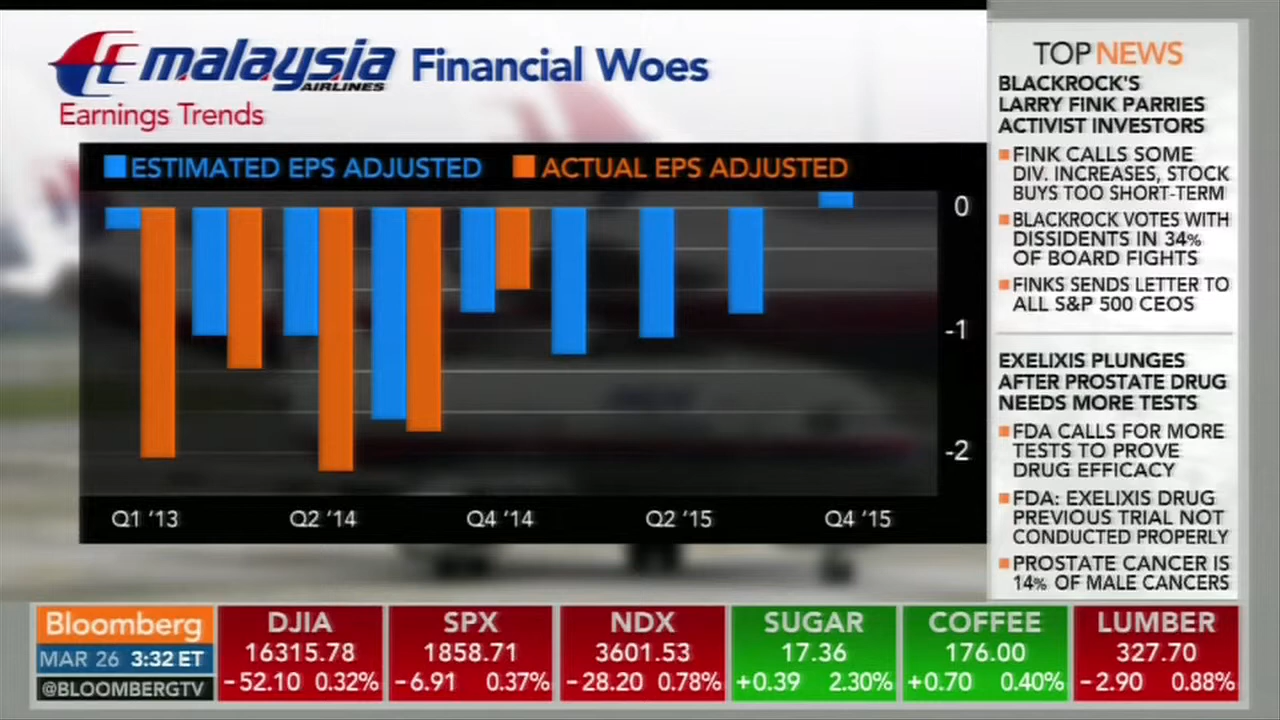 malaysia
AIRLINES
Financial Woes
Earnings Trends
ESTIMATED EPS ADJUSTED
ACTUAL EPS ADJUSTED
0
-1
-2
Q1 '13
Q2 '14
Q4 '14
Q2 '15
Q4 '15
TOP NEWS
BLACKROCK'S
LARRY FINK PARRIES
ACTIVIST INVESTORS
FINK CALLS SOME
DIV. INCREASES, STOCK
BUYS TOO SHORT-TERM
BLACKROCK VOTES WITH
DISSIDENTS IN 34%
OF BOARD FIGHTS
FINKS SENDS LETTER TO
ALL S&P 500 CEOS
EXELIXIS PLUNGES
AFTER PROSTATE DRUG
NEEDS MORE TESTS
FDA CALLS FOR MORE
TESTS TO PROVE
DRUG EFFICACY
FDA: EXELIXIS DRUG
PREVIOUS TRIAL NOT
CONDUCTED PROPERLY
PROSTATE CANCER IS
14% OF MALE CANCERS
Bloomberg
MAR 26 3:32 ET
@BLOOMBERGTV
DJIA
16315.78
-52.10 0.32%
SPX
1858.71
-6.91 0.37%
NDX
3601.53
-28.20 0.78%
SUGAR
17.36
+0.39 2.30%
COFFEE
176.00
+0.70 0.40%
LUMBER
327.70
-2.90 0.88%